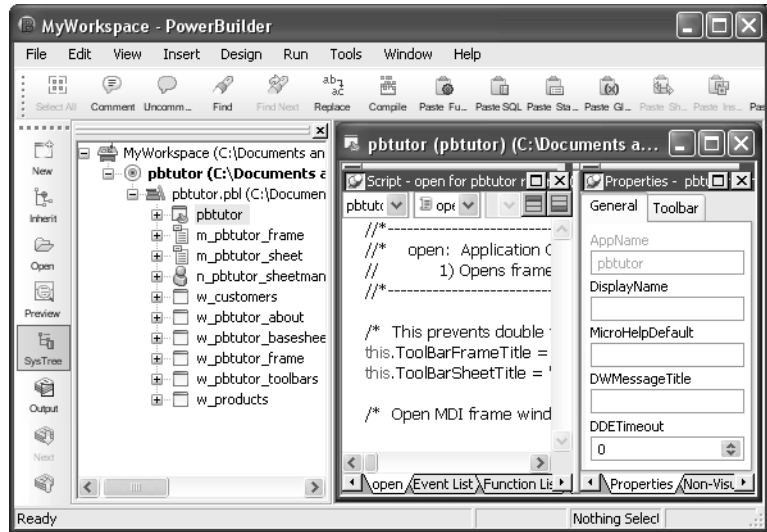 MyWorkspace - PowerBuilder
File Edit View Insert Design Run Tools Window Help
Select All Comment Uncomm... Find Find Next Replace Compile Paste Fu... Paste SQL Paste Sta... Paste Gl... Paste Sh... Paste Ins... Pas
New
Inherit
Open
Preview
SysTree
Output
Next
MyWorkspace (C:\Documents an
pbtutor (C:\Documents a
pbtutor.pbl (C:\Documen
pbtutor
m_pbtutor_frame
m_pbtutor_sheet
n_pbtutor_sheetman
w_customers
w_pbtutor_about
w_pbtutor_baseshee
w_pbtutor_frame
w_pbtutor_toolbars
w_products
pbtutor (pbtutor) (C:\Documents a...
Script - open for pbtutor r
pbtutc ope
//*--------------------
//* open: Application O
// 1) Opens frame
//*--------------------
/* This prevents double
this.ToolBarFrameTitle =
this.ToolBarSheetTitle = "
/* Open MDI frame wind
open Event List Function Lis
Properties - pbtu
General Toolbar
AppName
pbtutor
DisplayName
MicroHelpDefault
DWMessageTitle
DDETimeout
0
Properties Non-Visu
Ready Nothing Select